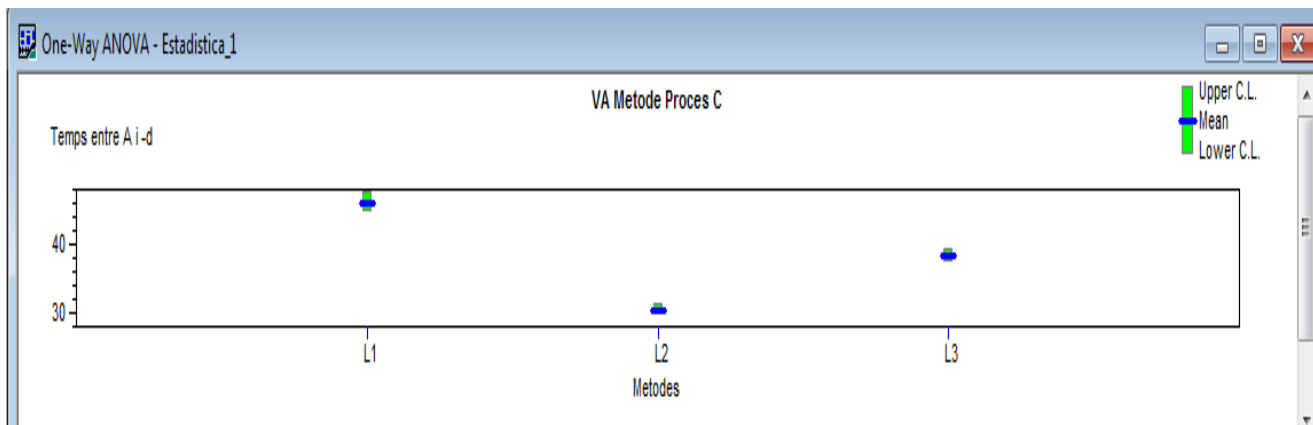 One-Way ANOVA - Estadistica_1
VA Metode Proces C
Upper C.L.
Mean
Lower C.L.
Temps entre A i -d
40
30
L1 L2 L3
Metodes